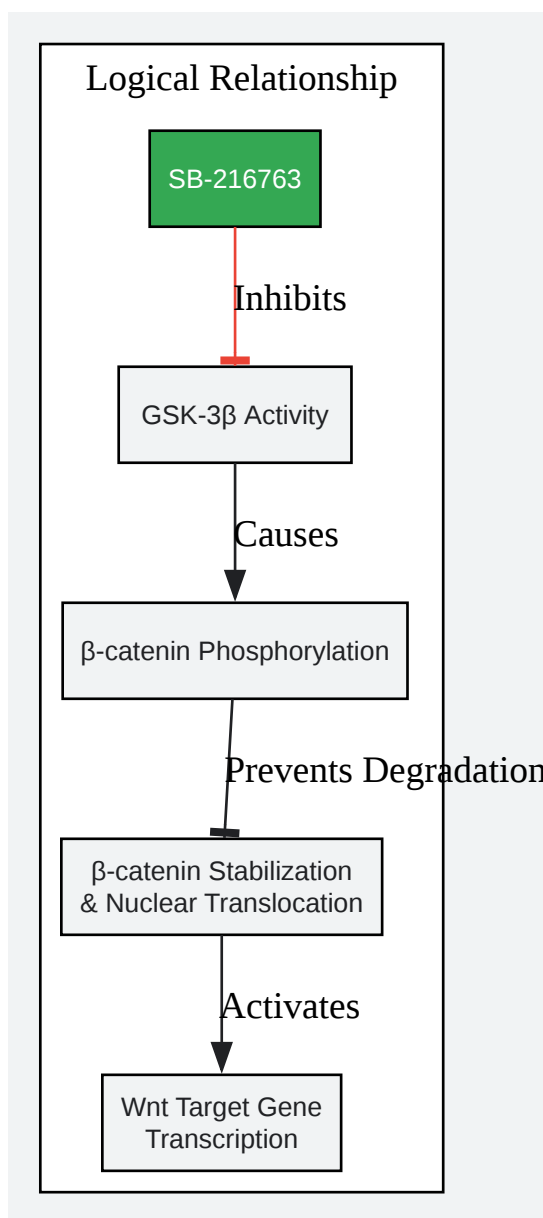 Logical Relationship
SB-216763
Inhibits
GSK-3β Activity
Causes
β-catenin Phosphorylation
Prevents Degradation
β-catenin Stabilization
& Nuclear Translocation
Activates
Wnt Target Gene
Transcription